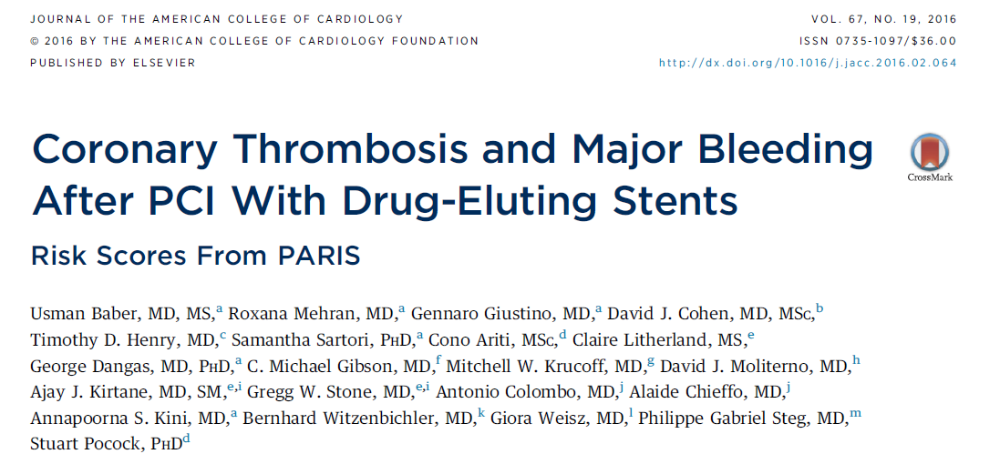 JOURNAL OF THE AMERICAN COLLEGE OF CARDIOLOGY
VOL. 67, NO. 19, 2016
© 2016 BY THE AMERICAN COLLEGE OF CARDIOLOGY FOUNDATION
ISSN 0735-1097/$36.00
PUBLISHED BY ELSEVIER
http://dx.doi.org/10.1016/j.jacc.2016.02.064
Coronary Thrombosis and Major Bleeding
After PCI With Drug-Eluting Stents
CrossMark
Risk Scores From PARIS
Usman Baber, MD, MS,a Roxana Mehran, MD,a Gennaro Giustino, MD,a David J. Cohen, MD, MSc,b
Timothy D. Henry, MD,c Samantha Sartori, PhD,a Cono Ariti, MSc,d Claire Litherland, MS,e
George Dangas, MD, PhD,a C. Michael Gibson, MD,f Mitchell W. Krucoff, MD,g David J. Moliterno, MD,h
Ajay J. Kirtane, MD, SM,e,i Gregg W. Stone, MD,e,i Antonio Colombo, MD,j Alaide Chieffo, MD,j
Annapoorna S. Kini, MD,a Bernhard Witzenbichler, MD,k Giora Weisz, MD,l Philippe Gabriel Steg, MD,m
Stuart Pocock, PhDd